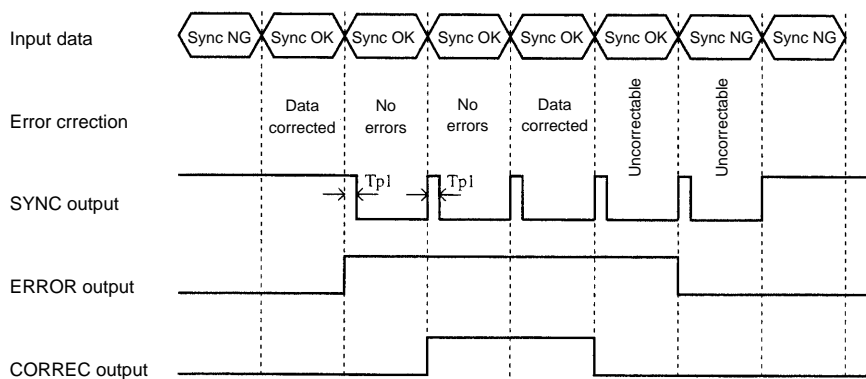 Input data
Sync NG Sync OK Sync OK Sync OK Sync OK Sync OK Sync NG Sync NG
Error crrection
Data corrected
No errors
No errors
Data corrected
Uncorrectable
Uncorrectable
Tp1 Tp1
SYNC output
ERROR output
CORREC output